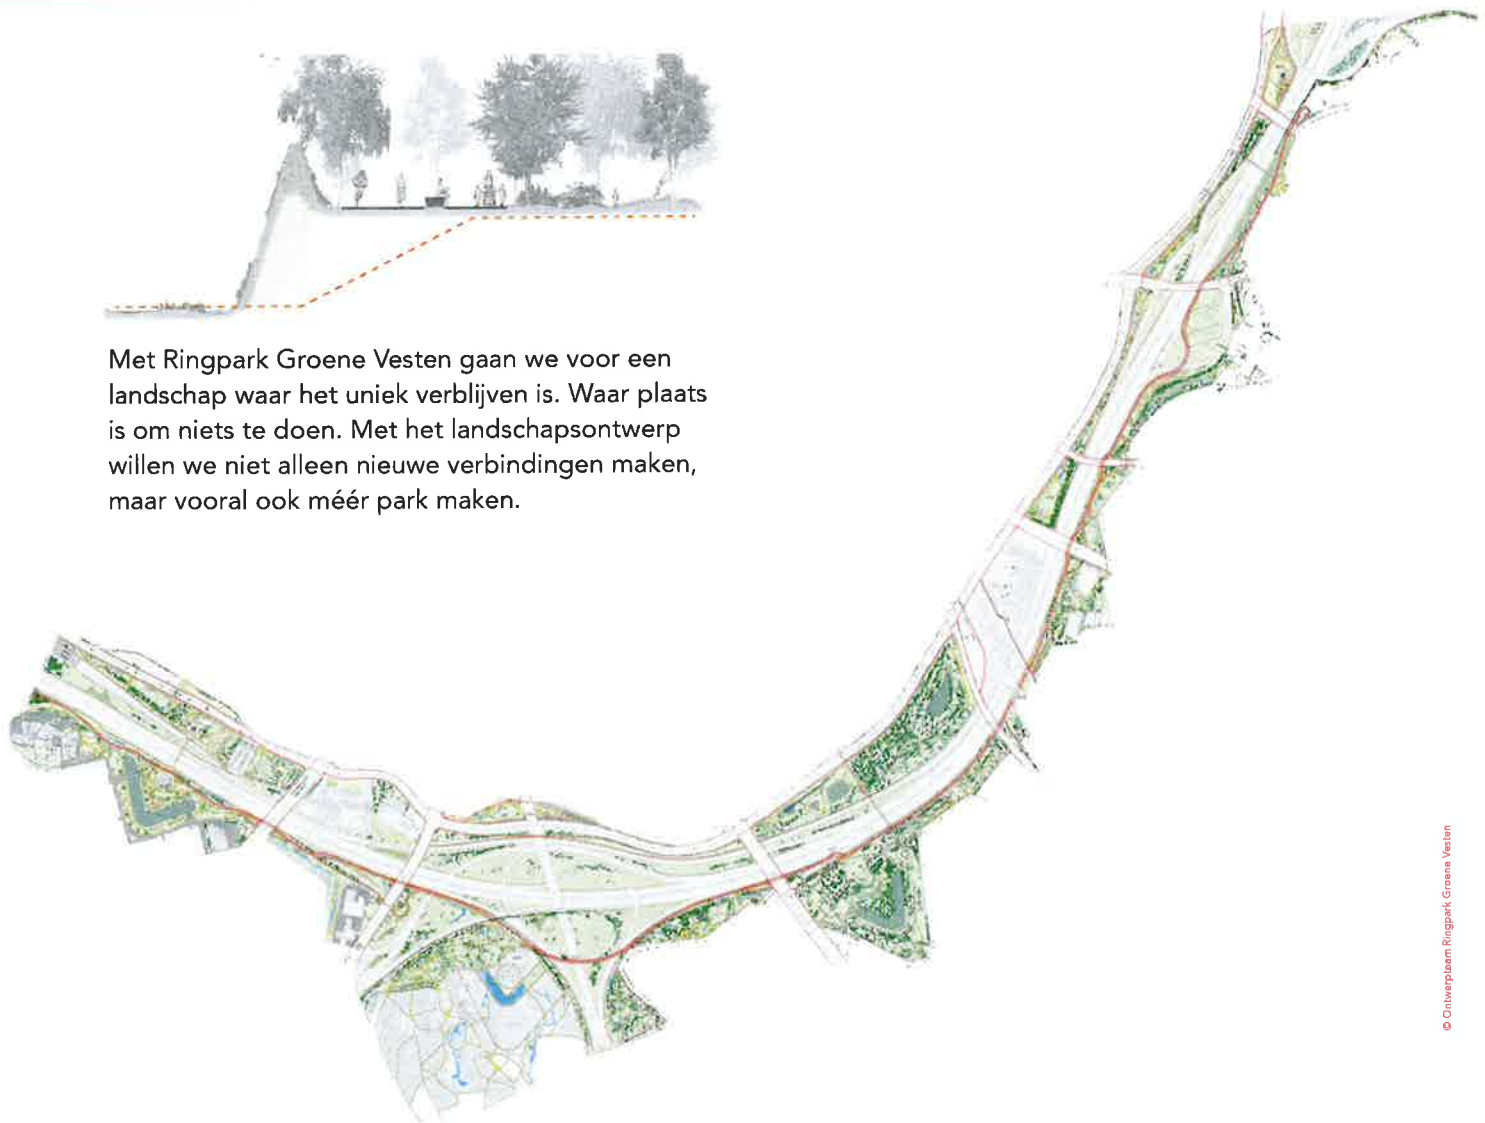 Met Ringpark Groene Vesten gaan we voor een
landschap waar het uniek verblijven is. Waar plaats
is om niets te doen. Met het landschapsontwerp
willen we niet alleen nieuwe verbindingen maken,
maar vooral ook méér park maken.
© Ontwerpteam Ringpark Groene Vesten